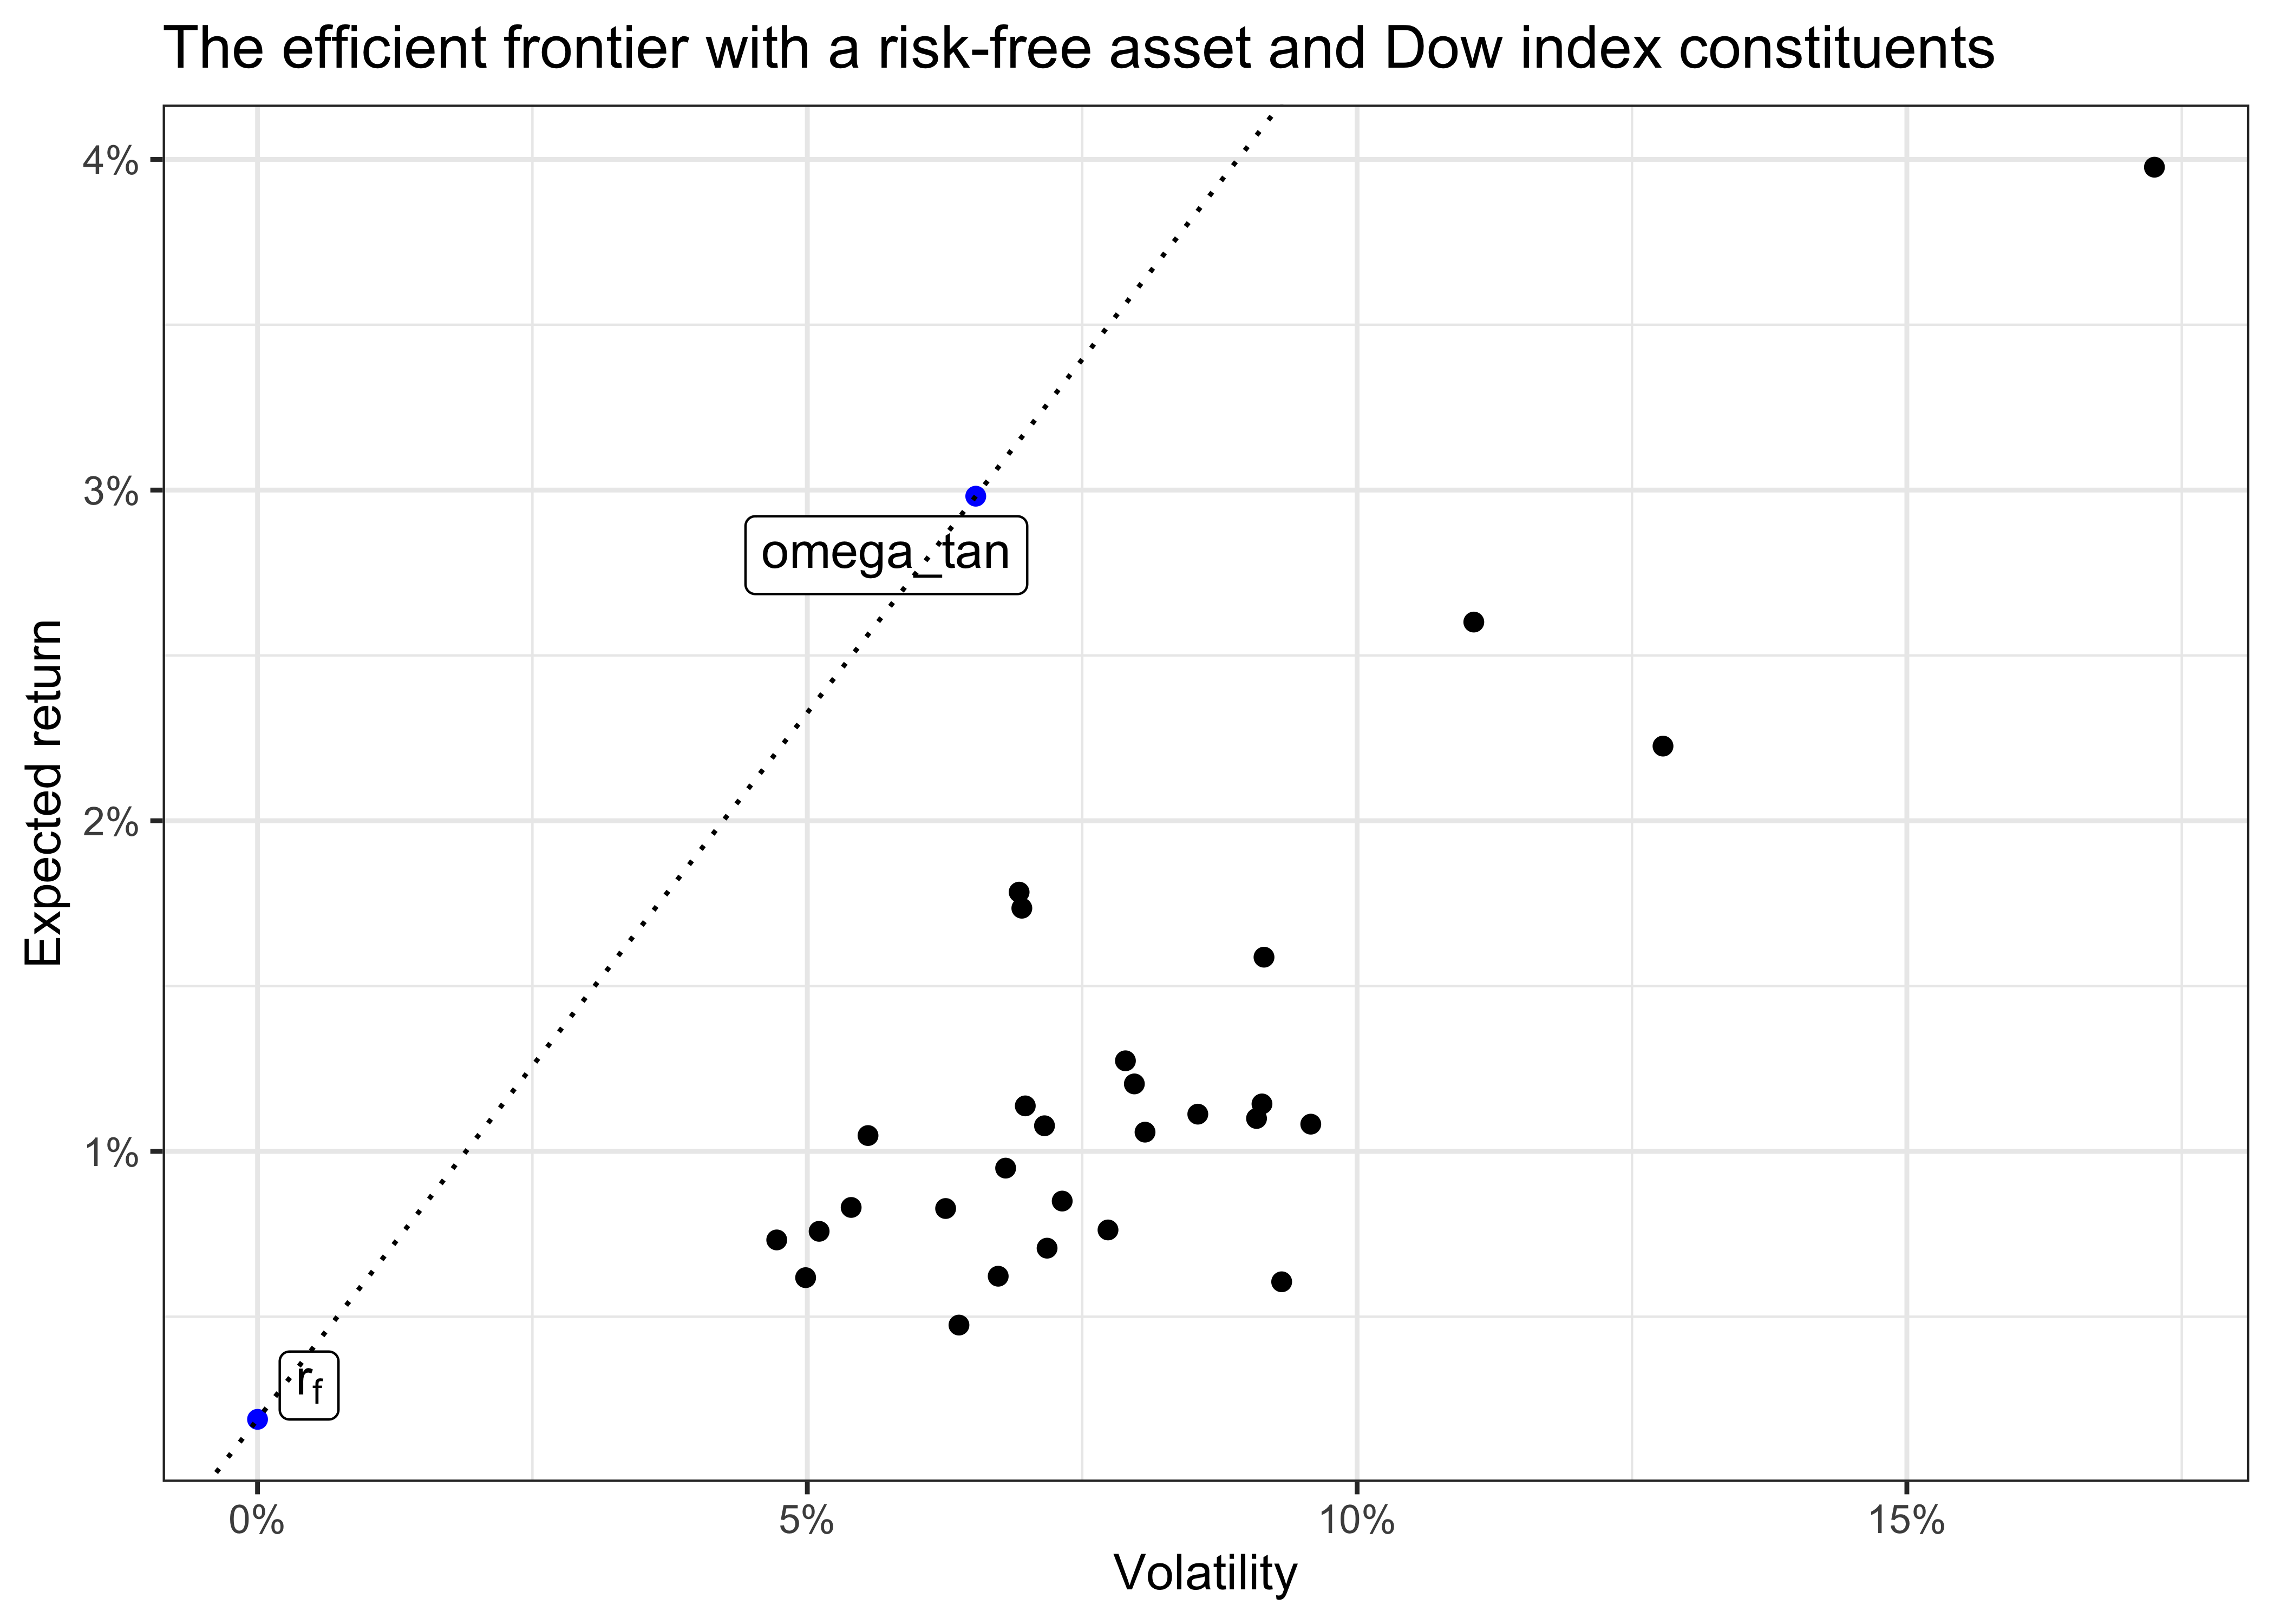 The efficient frontier with a risk-free asset and Dow index constituents
4%
3%
2%
1%
Expected return
omega_tan
rf
0%
5%
10%
15%
Volatility